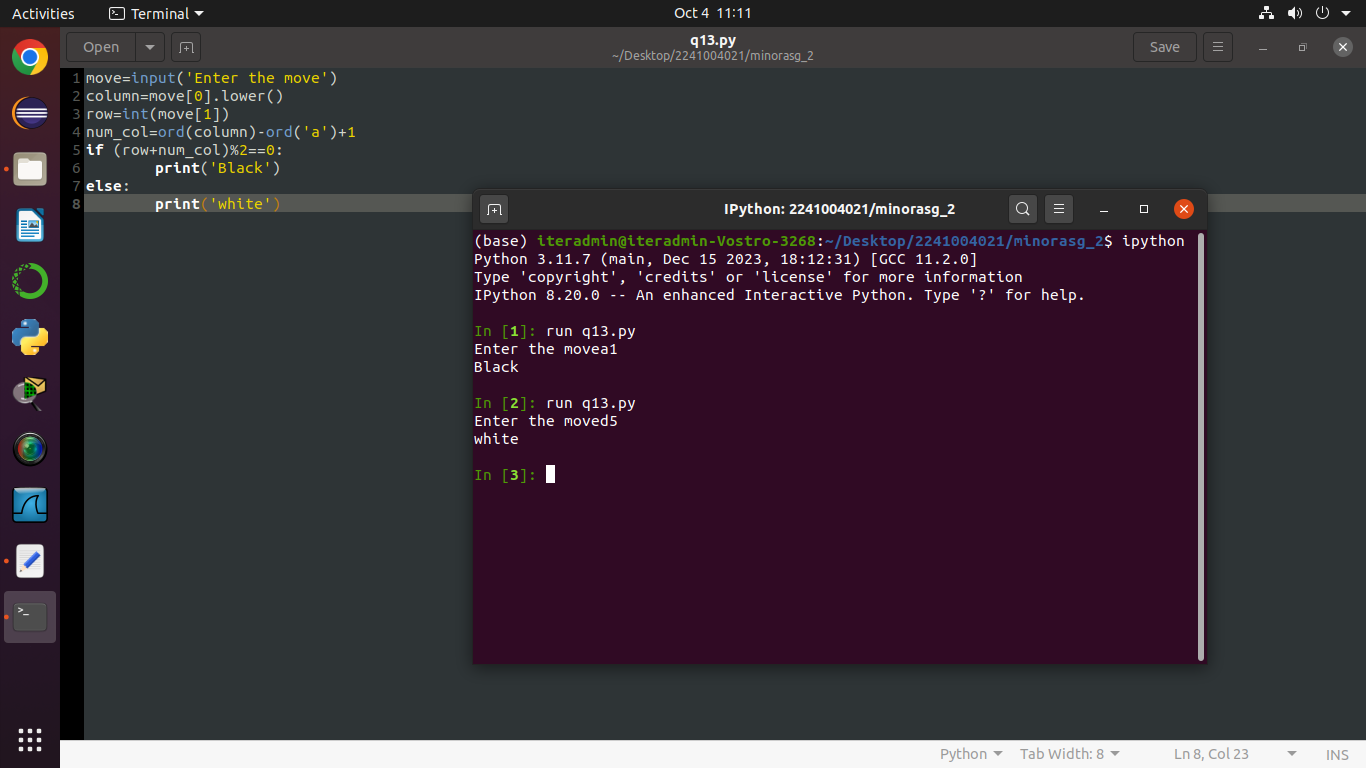 Activities
Terminal
Oct 4 11:11
Open
q13.py
~/Desktop/2241004021/minorasg_2
Save
1 move=input('Enter the move')
2 column=move[0].lower()
3 row=int(move[1])
4 num_col=ord(column)-ord('a')+1
5 if (row+num_col)%2==0:
6         print('Black')
7 else:
8         print('white')
IPython: 2241004021/minorasg_2
(base) iteradmin@iteradmin-Vostro-3268:~/Desktop/2241004021/minorasg_2$ ipython
Python 3.11.7 (main, Dec 15 2023, 18:12:31) [GCC 11.2.0]
Type 'copyright', 'credits' or 'license' for more information
IPython 8.20.0 -- An enhanced Interactive Python. Type '?' for help.
In [1]: run q13.py
Enter the movea1
Black
In [2]: run q13.py
Enter the moved5
white
In [3]:
>_
Python
Tab Width: 8
Ln 8, Col 23
INS